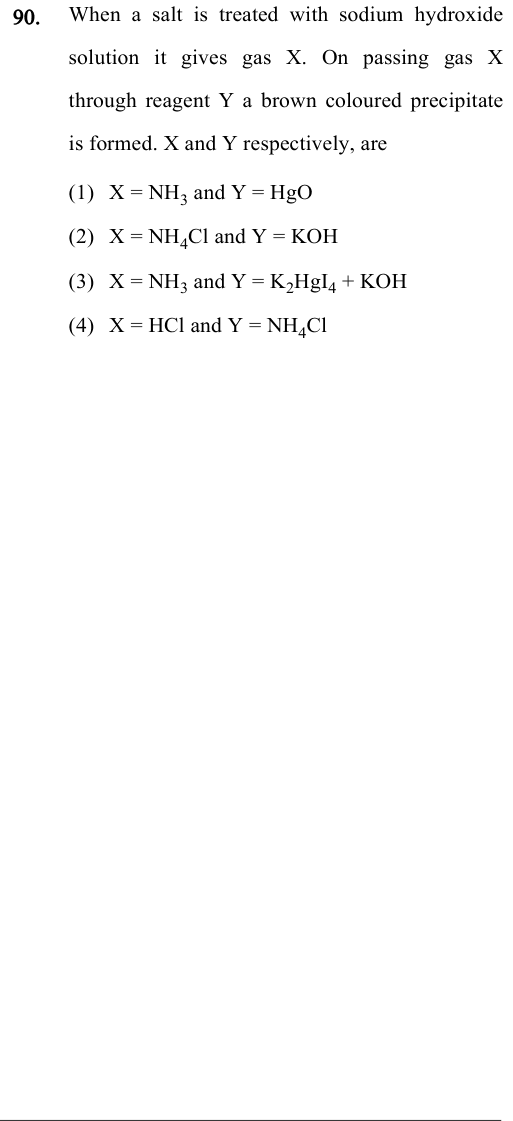 90. When a salt is treated with sodium hydroxide
solution it gives gas X. On passing gas X
through reagent Y a brown coloured precipitate
is formed. X and Y respectively, are
(1) X = NH₃ and Y = HgO
(2) X = NH₄Cl and Y = KOH
(3) X = NH₃ and Y = K₂HgI₄ + KOH
(4) X = HCl and Y = NH₄Cl